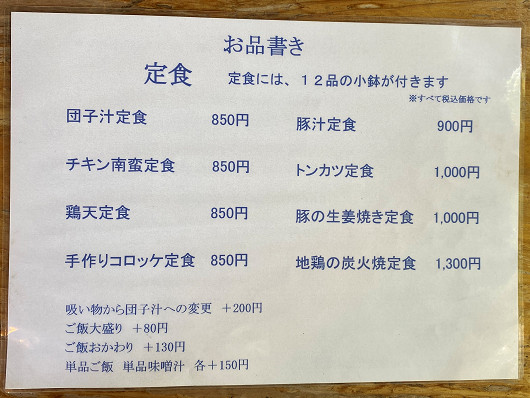 お品書き
定食 定食には、１２品の小鉢が付きます
※すべて税込価格です
団子汁定食 850円 豚汁定食 900円
チキン南蛮定食 850円 トンカツ定食 1,000円
鶏天定食 850円 豚の生姜焼き定食 1,000円
手作りコロッケ定食 850円 地鶏の炭火焼定食 1,300円
吸い物から団子汁への変更 ＋200円
ご飯大盛り ＋80円
ご飯おかわり ＋130円
単品ご飯 単品味噌汁 各＋150円